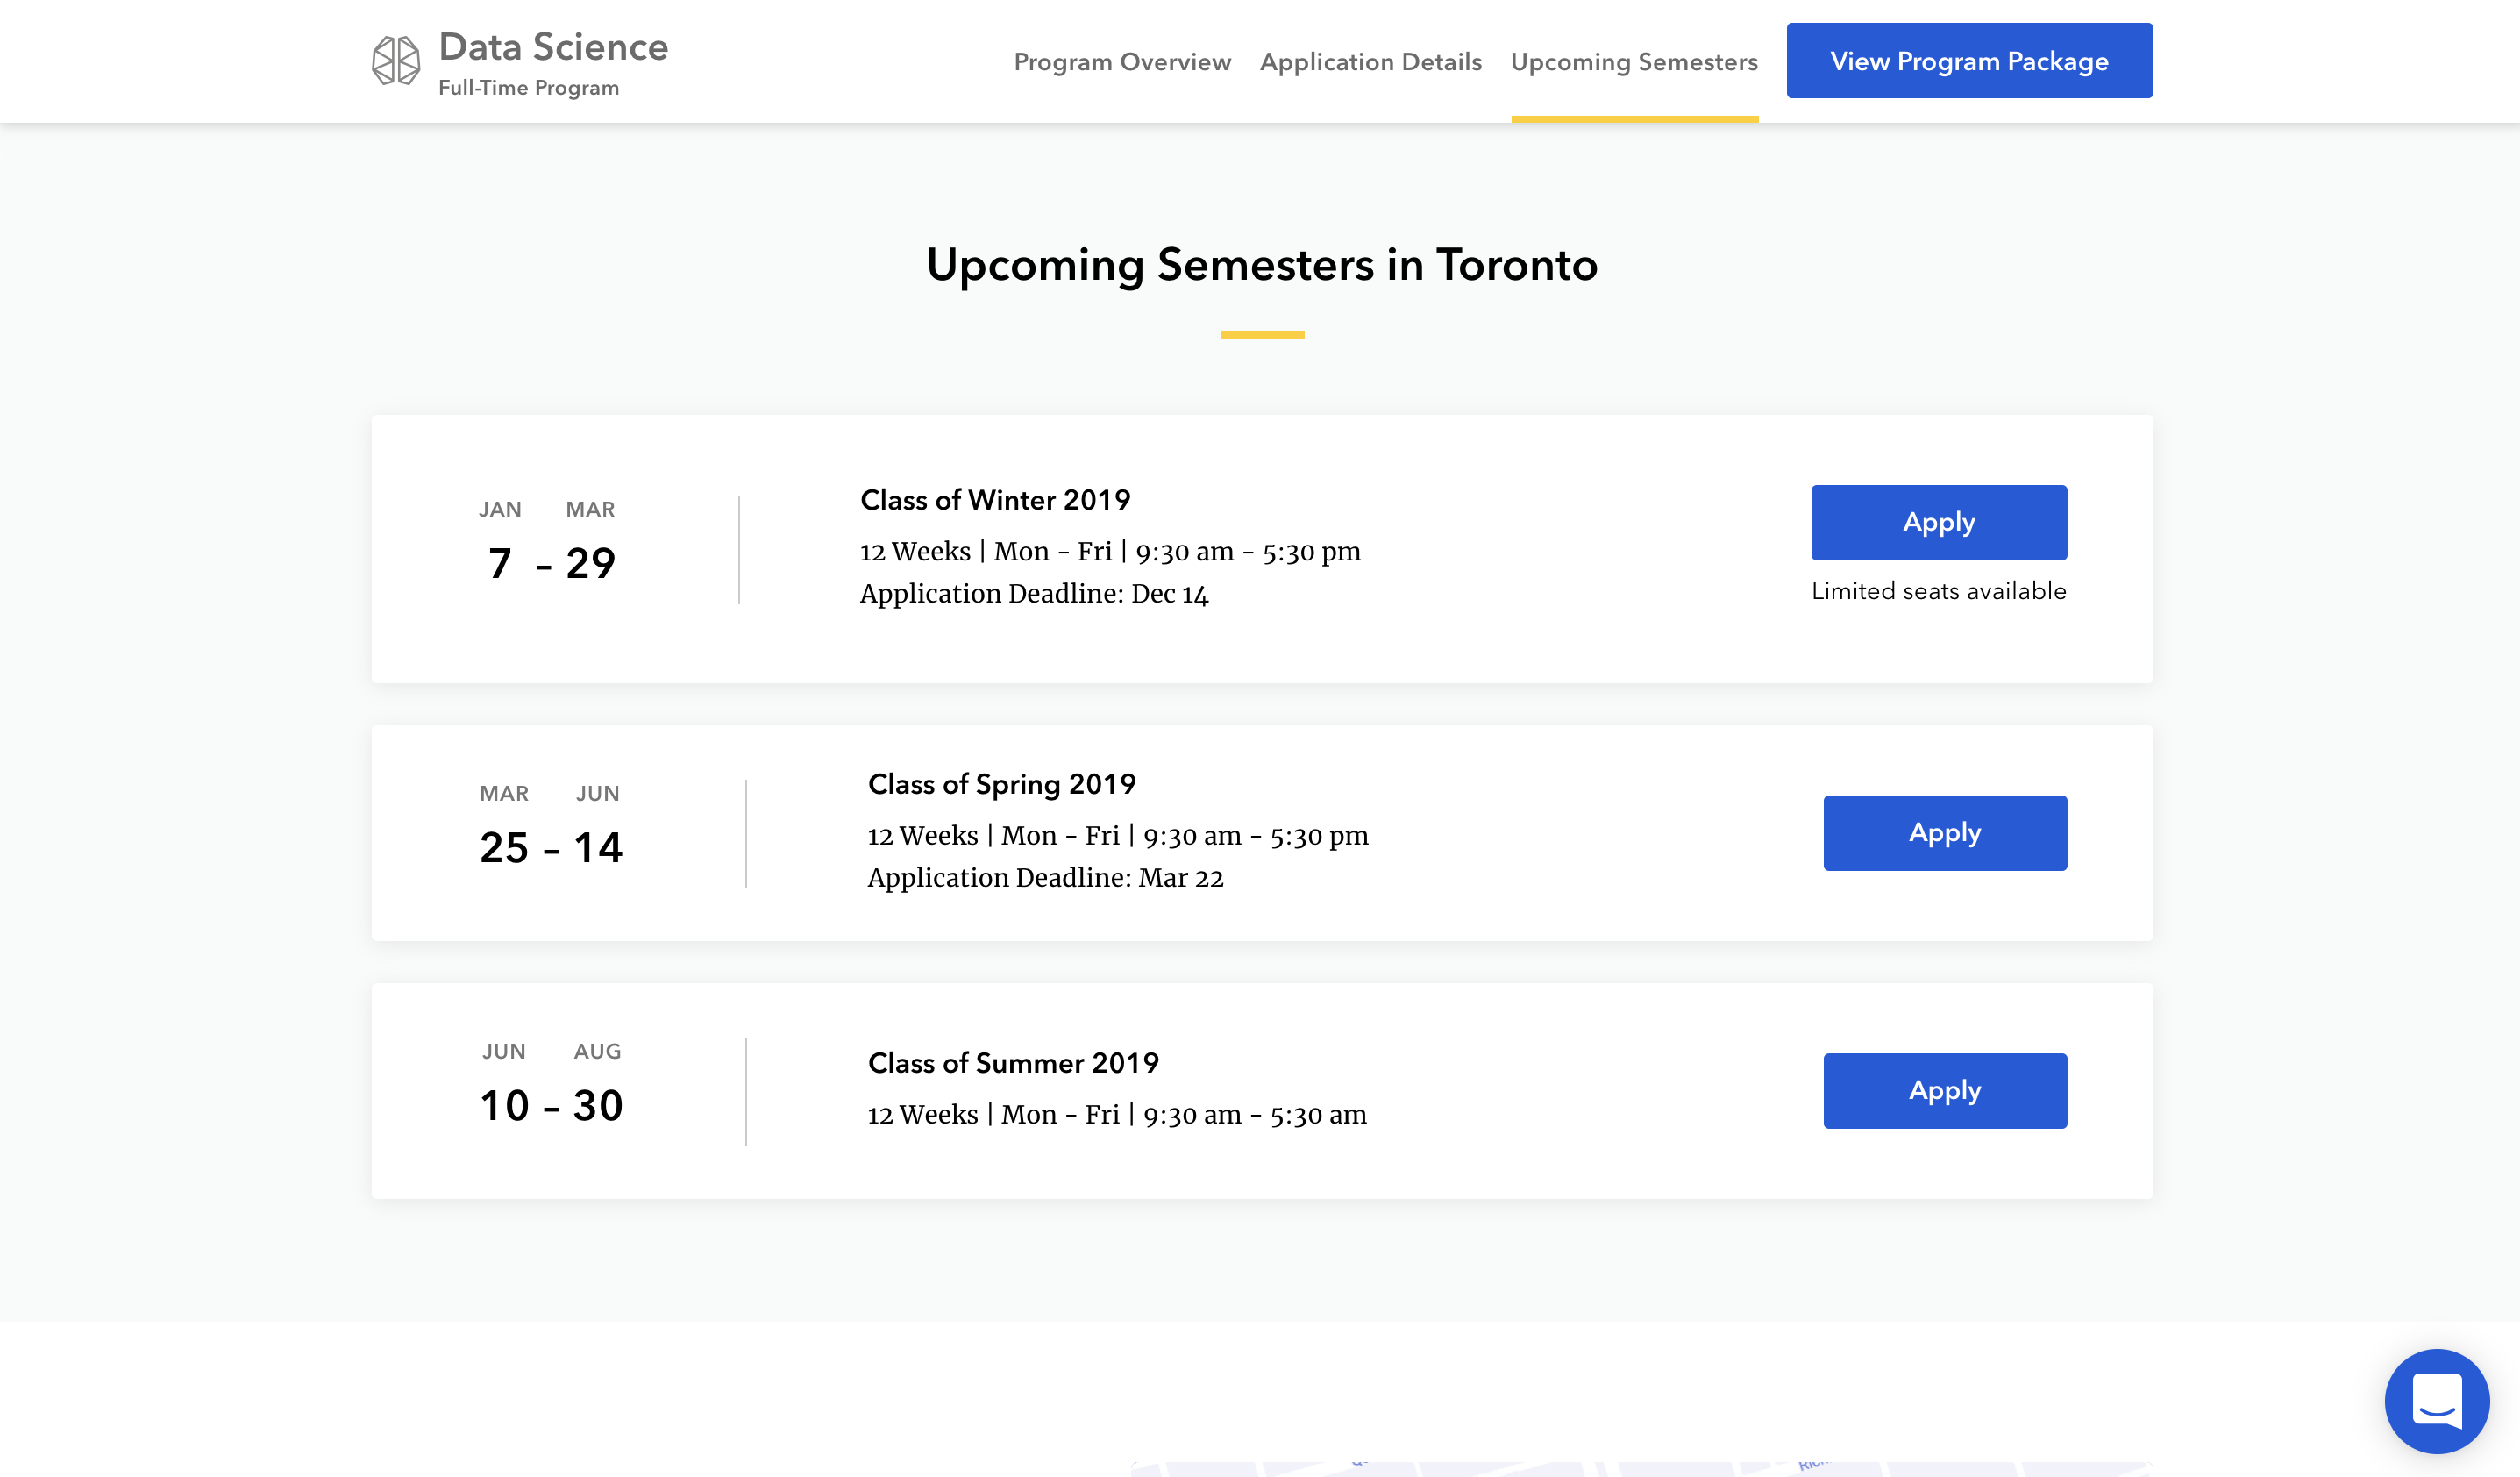 Data Science
Full-Time Program
Program Overview
Application Details
Upcoming Semesters
View Program Package
Upcoming Semesters in Toronto
JAN MAR
7 – 29
Class of Winter 2019
12 Weeks | Mon – Fri | 9:30 am – 5:30 pm
Application Deadline: Dec 14
Apply
Limited seats available
MAR JUN
25 – 14
Class of Spring 2019
12 Weeks | Mon – Fri | 9:30 am – 5:30 pm
Application Deadline: Mar 22
Apply
JUN AUG
10 – 30
Class of Summer 2019
12 Weeks | Mon – Fri | 9:30 am – 5:30 am
Apply